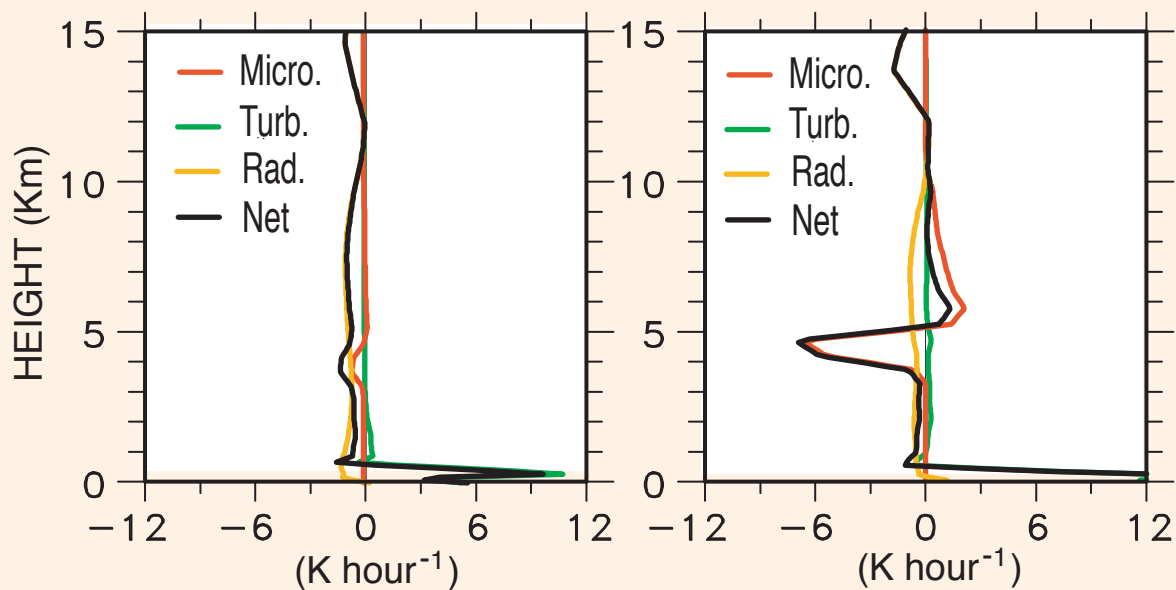 15
10
5
0
HEIGHT (Km)
Micro.
Turb.
Rad.
Net
−12 −6 0 6 12
(K hour⁻¹)
15
10
5
0
Micro.
Turb.
Rad.
Net
−12 −6 0 6 12
(K hour⁻¹)